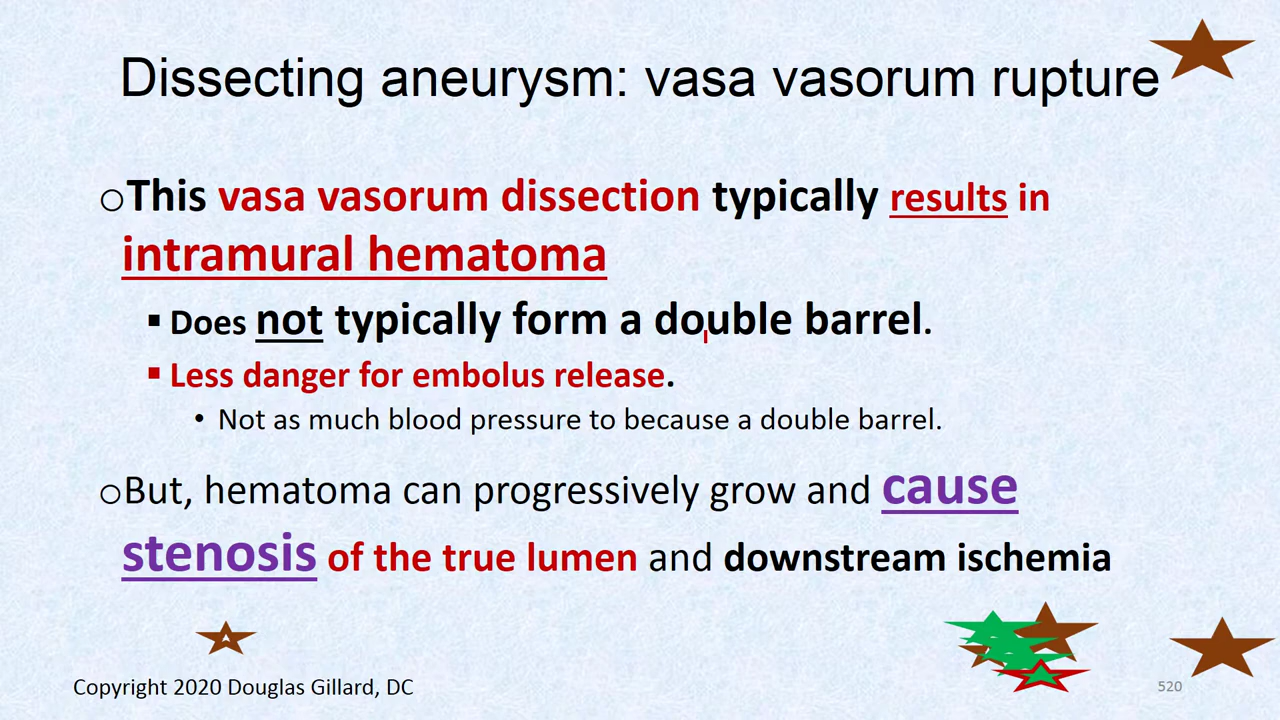 Dissecting aneurysm: vasa vasorum rupture
This vasa vasorum dissection typically results in
intramural hematoma
Does not typically form a double barrel.
Less danger for embolus release.
Not as much blood pressure to because a double barrel.
But, hematoma can progressively grow and cause
stenosis of the true lumen and downstream ischemia
Copyright 2020 Douglas Gillard, DC
520